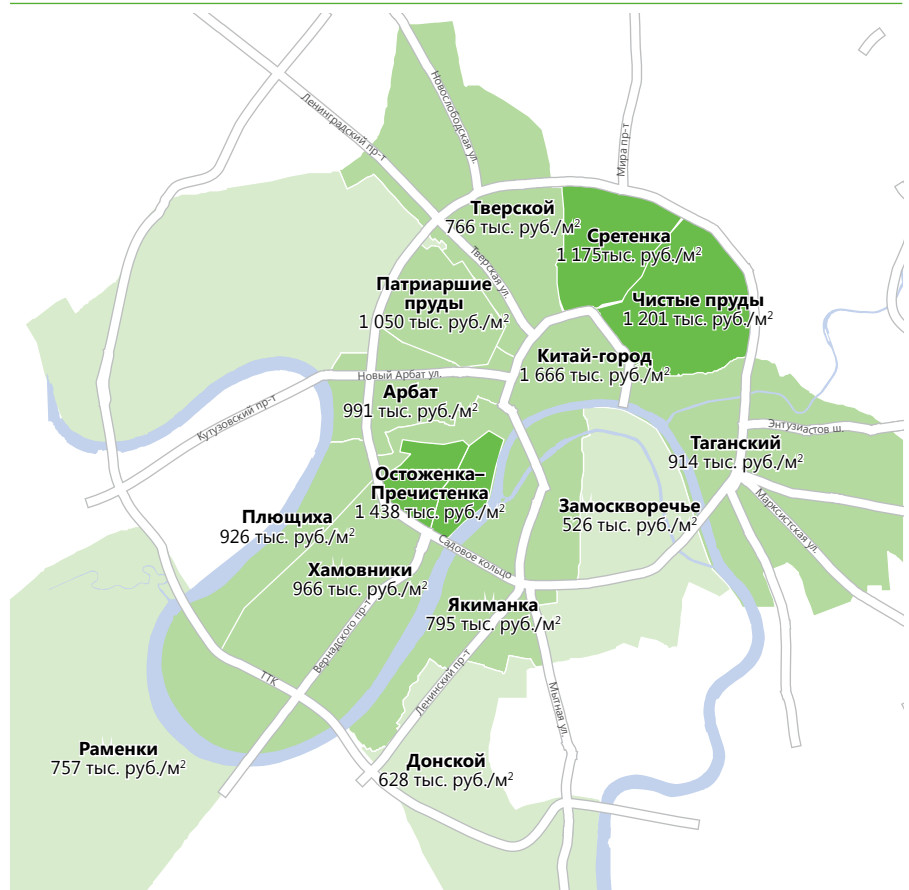 Новослободская ул.
Ленинградский пр-т
Мира пр-т
Тверской
766 тыс. руб./м²
Сретенка
1 175тыс. руб./м²
Тверская ул.
Патриаршие
пруды
1 050 тыс. руб./м²
Чистые пруды
1 201 тыс. руб./м²
Китай-город
1 666 тыс. руб./м²
Новый Арбат ул.
Арбат
991 тыс. руб./м²
Кутузовский пр-т
Энтузиастов ш.
Таганский
914 тыс. руб./м²
Остоженка–
Пречистенка
1 438 тыс. руб./м²
Замоскворечье
526 тыс. руб./м²
Марксистская ул.
Плющиха
926 тыс. руб./м²
Садовое кольцо
Хамовники
966 тыс. руб./м²
Якиманка
795 тыс. руб./м²
Вернадского пр-т
Ленинский пр-т
ТТК
Мытная ул.
Раменки
757 тыс. руб./м²
Донской
628 тыс. руб./м²